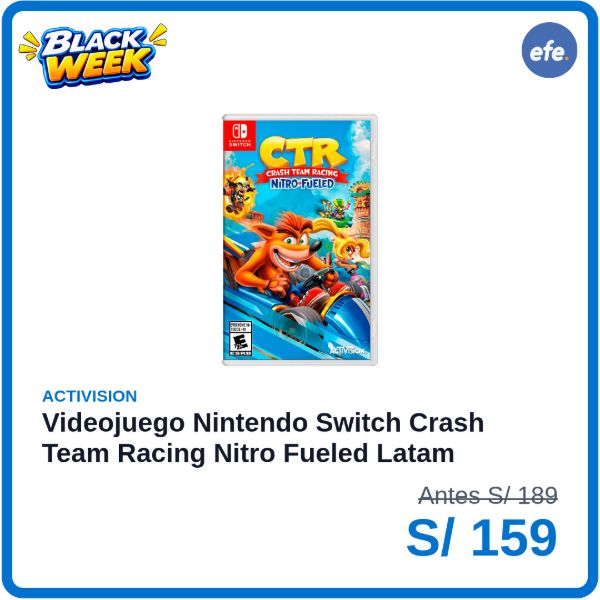 BLACK
WEEK
efe.
NINTENDO
SWITCH
CTR
CRASH TEAM RACING
NITRO-FUELED
E
ESRB
ACTIVISION
ACTIVISION
Videojuego Nintendo Switch Crash
Team Racing Nitro Fueled Latam
Antes S/ 189
S/ 159